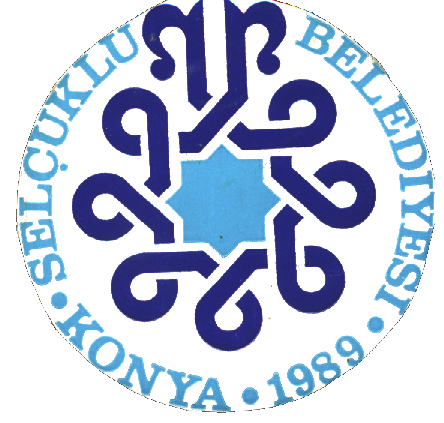 SELÇUKLU BELEDİYESİ
• KONYA • 1989 •